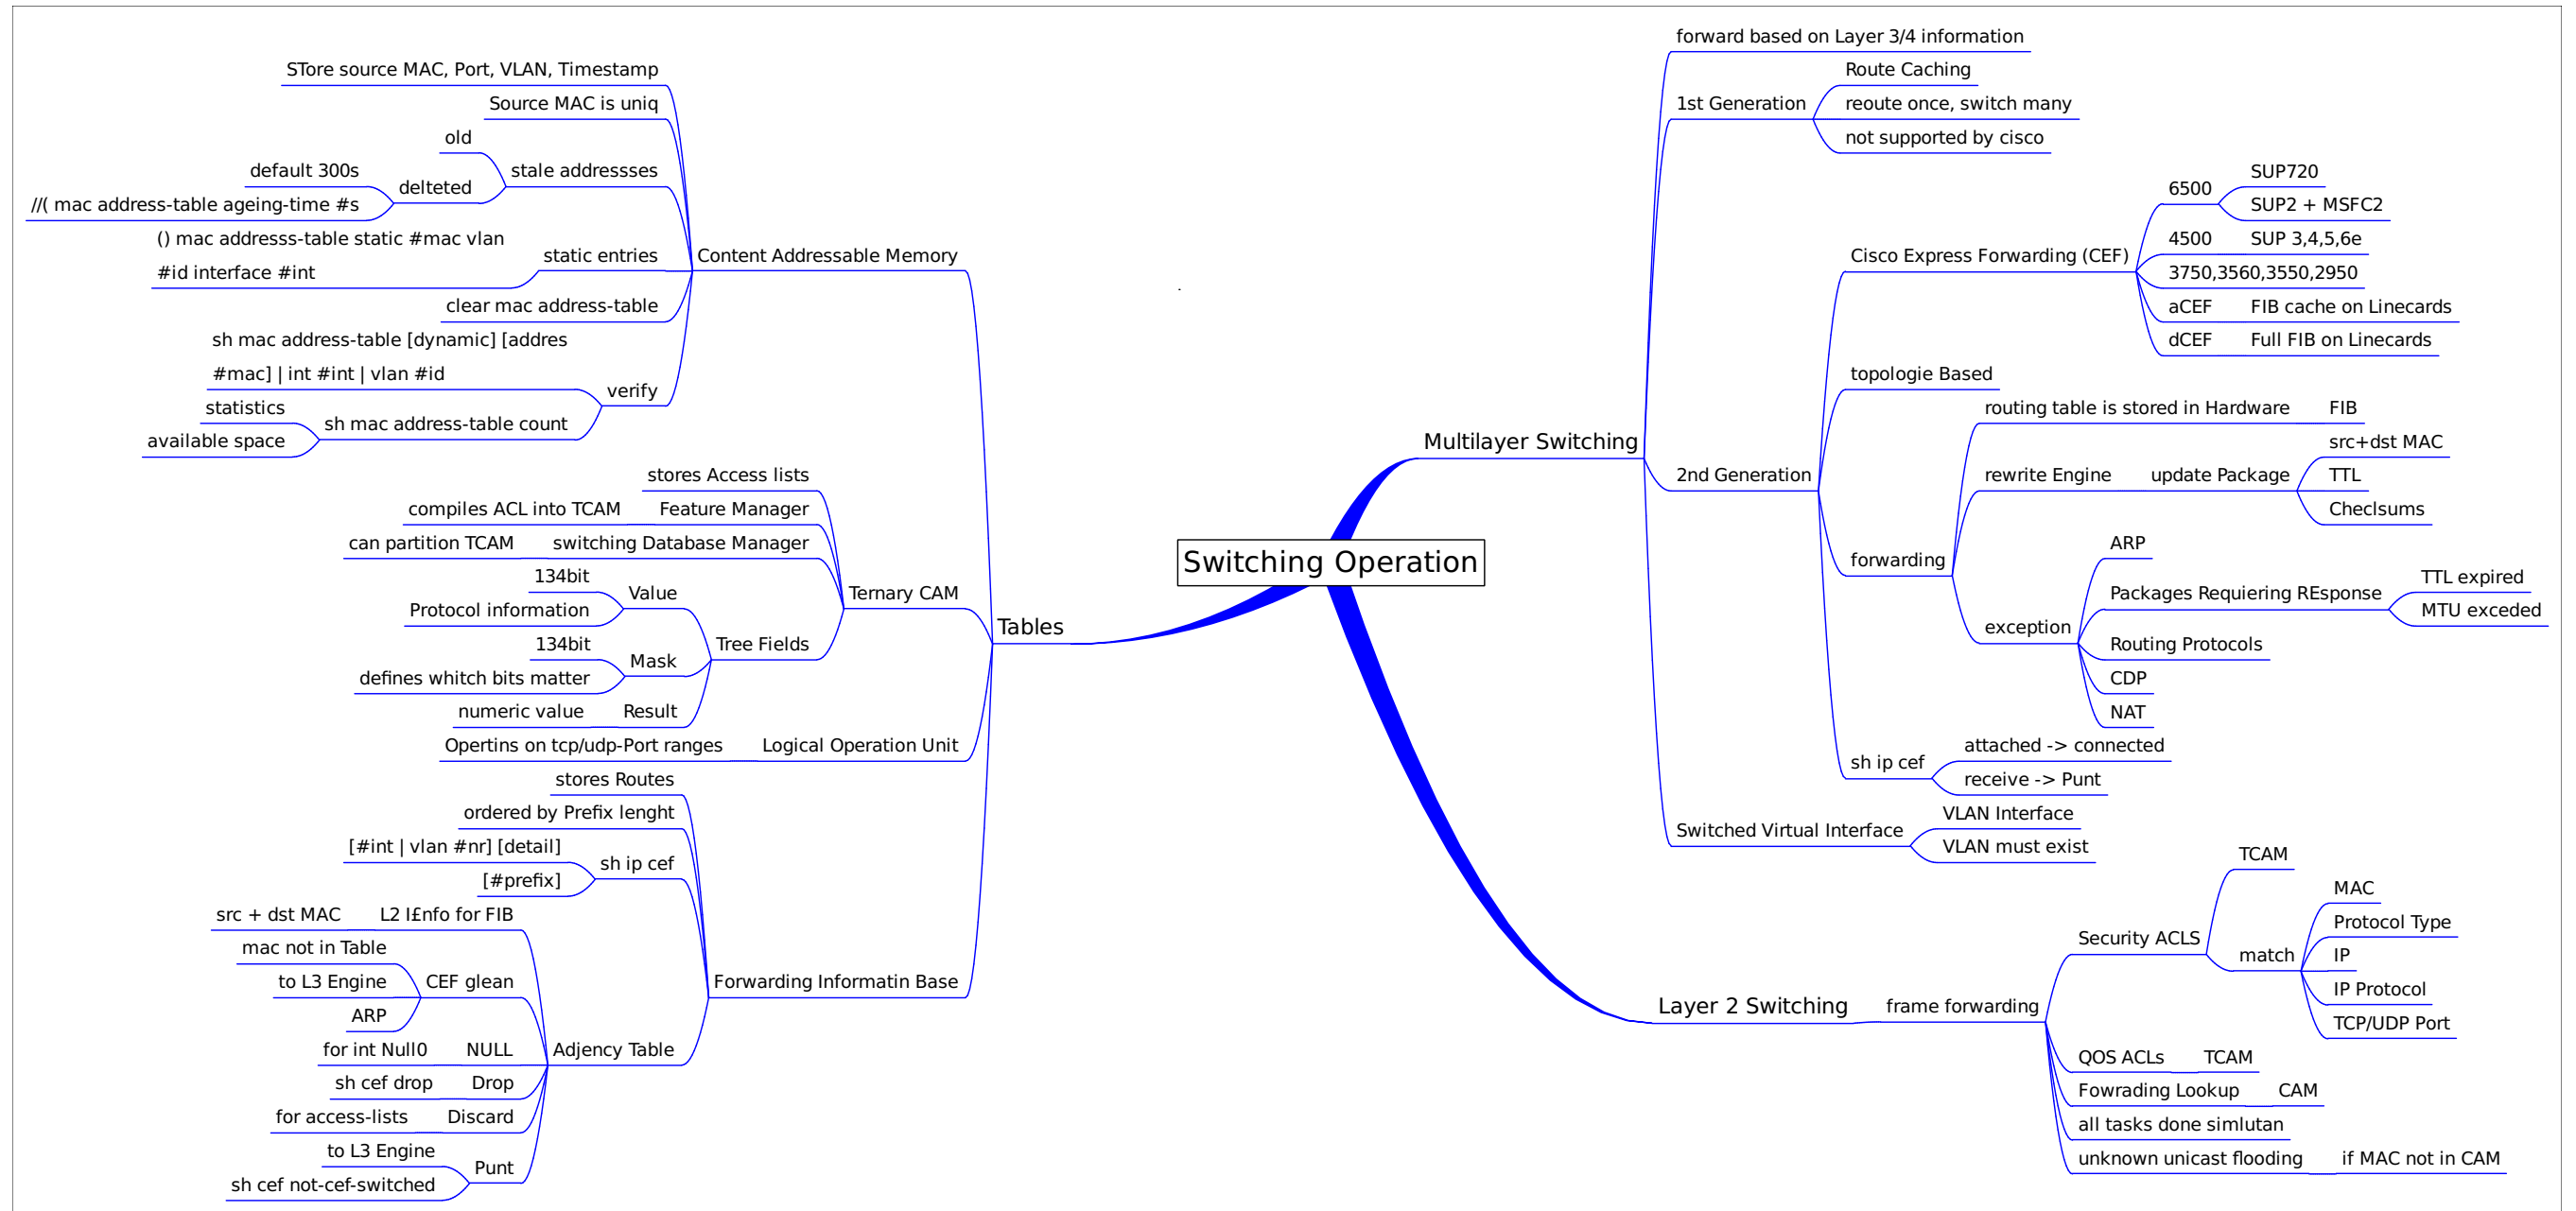 Switching Operation
Multilayer Switching
forward based on Layer 3/4 information
1st Generation
Route Caching
reoute once, switch many
not supported by cisco
2nd Generation
Cisco Express Forwarding (CEF)
6500
SUP720
SUP2 + MSFC2
4500
SUP 3,4,5,6e
3750,3560,3550,2950
aCEF
FIB cache on Linecards
dCEF
Full FIB on Linecards
topologie Based
forwarding
routing table is stored in Hardware
FIB
rewrite Engine
update Package
src+dst MAC
TTL
Checlsums
exception
ARP
Packages Requiering REsponse
TTL expired
MTU exceded
Routing Protocols
CDP
NAT
sh ip cef
attached -> connected
receive -> Punt
Switched Virtual Interface
VLAN Interface
VLAN must exist
Layer 2 Switching
frame forwarding
Security ACLS
TCAM
match
MAC
Protocol Type
IP
IP Protocol
TCP/UDP Port
QOS ACLs
TCAM
Fowrading Lookup
CAM
all tasks done simlutan
unknown unicast flooding
if MAC not in CAM
Tables
Content Addressable Memory
STore source MAC, Port, VLAN, Timestamp
Source MAC is uniq
stale addressses
old
delteted
default 300s
//( mac address-table ageing-time #s
static entries
() mac addresss-table static #mac vlan
#id interface #int
clear mac address-table
verify
sh mac address-table [dynamic] [addres
#mac] | int #int | vlan #id
sh mac address-table count
statistics
available space
Ternary CAM
stores Access lists
Feature Manager
compiles ACL into TCAM
switching Database Manager
can partition TCAM
Tree Fields
Value
134bit
Protocol information
Mask
134bit
defines whitch bits matter
Result
numeric value
Logical Operation Unit
Opertins on tcp/udp-Port ranges
Forwarding Informatin Base
stores Routes
ordered by Prefix lenght
sh ip cef
[#int | vlan #nr] [detail]
[#prefix]
Adjency Table
L2 I£nfo for FIB
src + dst MAC
CEF glean
mac not in Table
to L3 Engine
ARP
NULL
for int Null0
Drop
sh cef drop
Discard
for access-lists
Punt
to L3 Engine
sh cef not-cef-switched